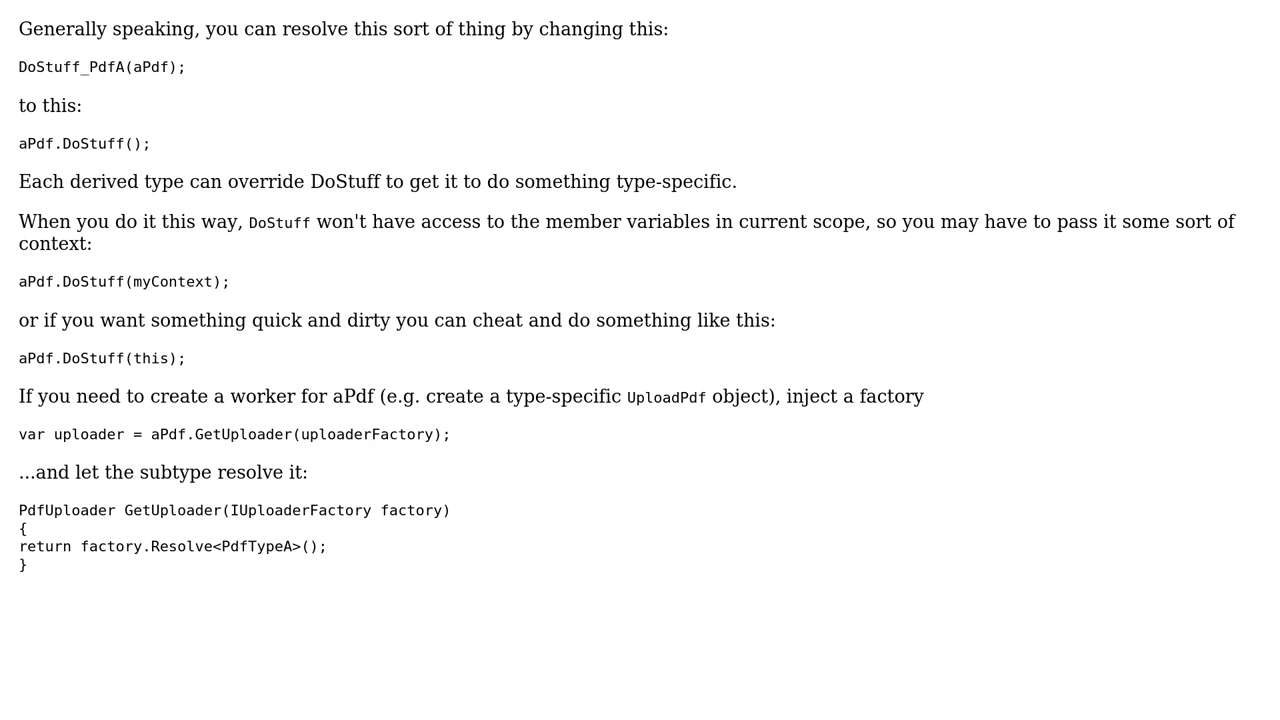 Generally speaking, you can resolve this sort of thing by changing this:
DoStuff_PdfA(aPdf);
to this:
aPdf.DoStuff();
Each derived type can override DoStuff to get it to do something type-specific.
When you do it this way, DoStuff won't have access to the member variables in current scope, so you may have to pass it some sort of
context:
aPdf.DoStuff(myContext);
or if you want something quick and dirty you can cheat and do something like this:
aPdf.DoStuff(this);
If you need to create a worker for aPdf (e.g. create a type-specific UploadPdf object), inject a factory
var uploader = aPdf.GetUploader(uploaderFactory);
...and let the subtype resolve it:
PdfUploader GetUploader(IUploaderFactory factory)
{
return factory.Resolve<PdfTypeA>();
}